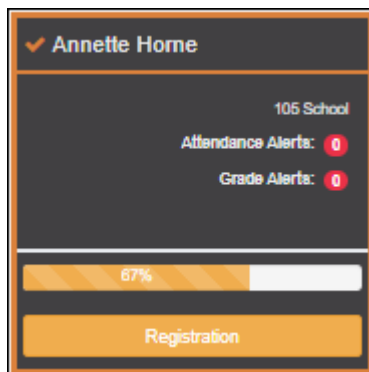 Annette Horne
105 School
Attendance Alerts: 0
Grade Alerts: 0
67%
Registration